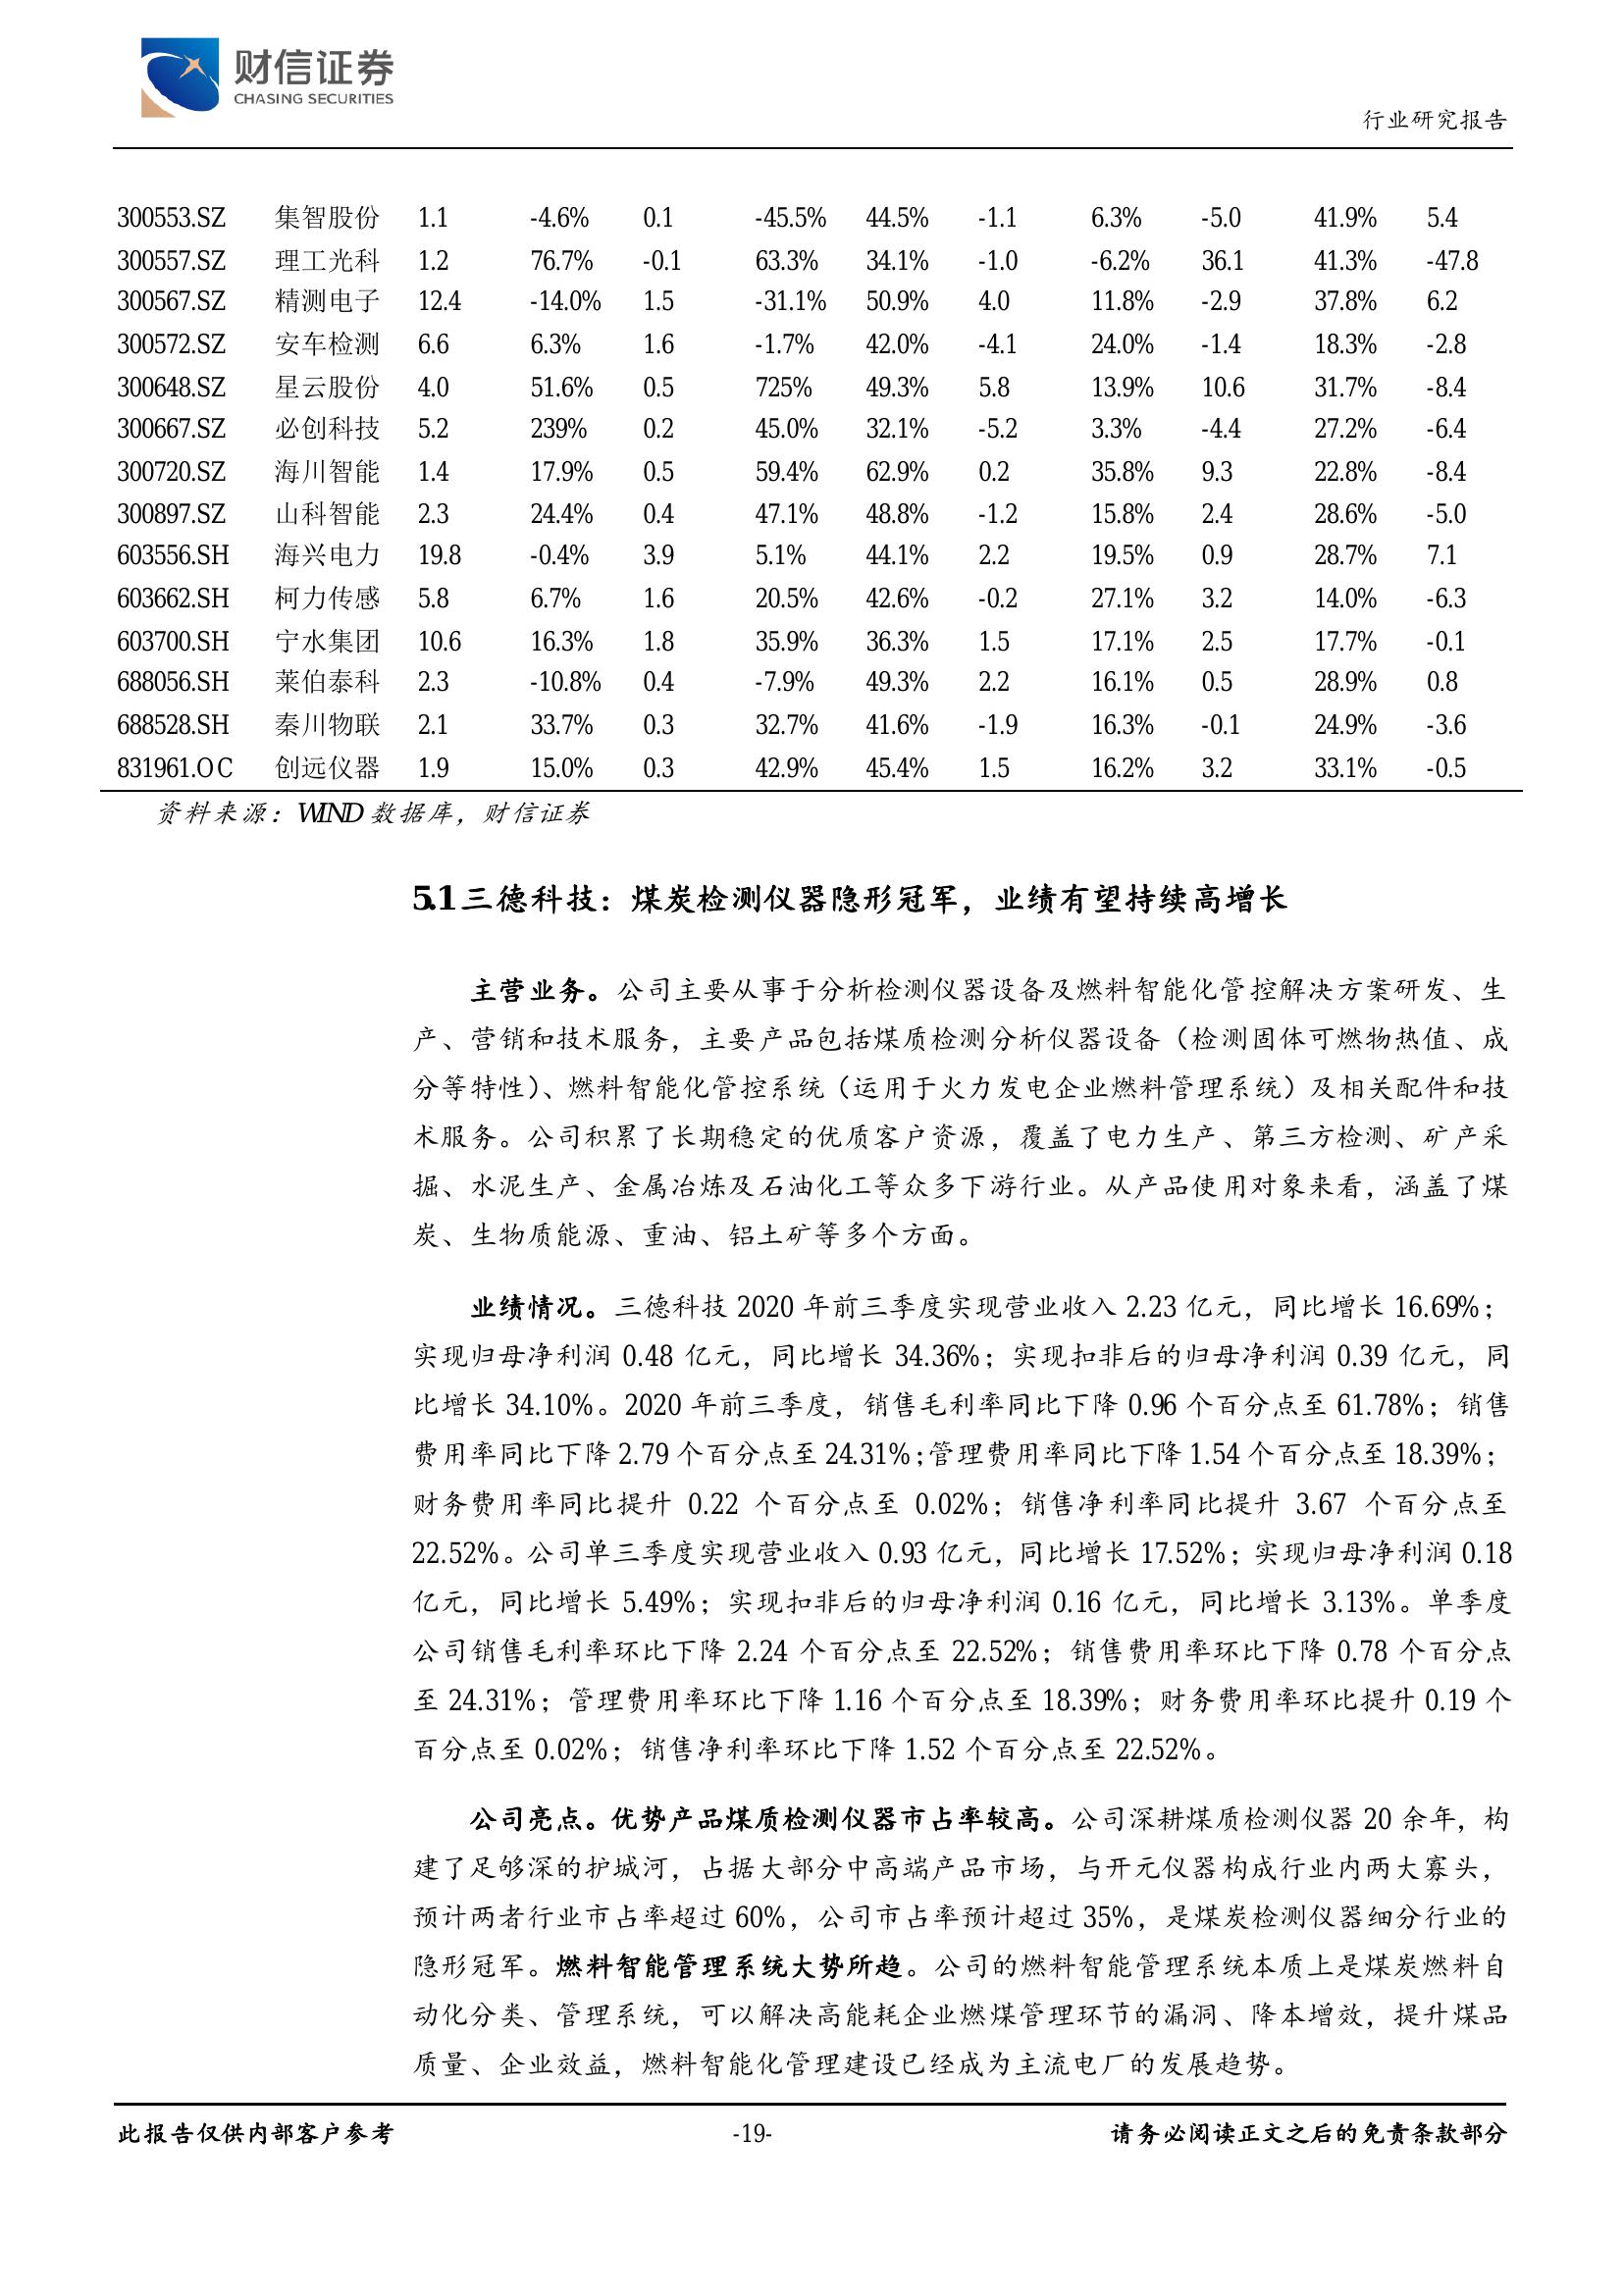 财信证券
CHASING SECURITIES
行业研究报告
300553.SZ 集智股份 1.1 -4.6% 0.1 -45.5% 44.5% -1.1 6.3% -5.0 41.9% 5.4
300557.SZ 理工光科 1.2 76.7% -0.1 63.3% 34.1% -1.0 -6.2% 36.1 41.3% -47.8
300567.SZ 精测电子 12.4 -14.0% 1.5 -31.1% 50.9% 4.0 11.8% -2.9 37.8% 6.2
300572.SZ 安车检测 6.6 6.3% 1.6 -1.7% 42.0% -4.1 24.0% -1.4 18.3% -2.8
300648.SZ 星云股份 4.0 51.6% 0.5 725% 49.3% 5.8 13.9% 10.6 31.7% -8.4
300667.SZ 必创科技 5.2 239% 0.2 45.0% 32.1% -5.2 3.3% -4.4 27.2% -6.4
300720.SZ 海川智能 1.4 17.9% 0.5 59.4% 62.9% 0.2 35.8% 9.3 22.8% -8.4
300897.SZ 山科智能 2.3 24.4% 0.4 47.1% 48.8% -1.2 15.8% 2.4 28.6% -5.0
603556.SH 海兴电力 19.8 -0.4% 3.9 5.1% 44.1% 2.2 19.5% 0.9 28.7% 7.1
603662.SH 柯力传感 5.8 6.7% 1.6 20.5% 42.6% -0.2 27.1% 3.2 14.0% -6.3
603700.SH 宁水集团 10.6 16.3% 1.8 35.9% 36.3% 1.5 17.1% 2.5 17.7% -0.1
688056.SH 莱伯泰科 2.3 -10.8% 0.4 -7.9% 49.3% 2.2 16.1% 0.5 28.9% 0.8
688528.SH 秦川物联 2.1 33.7% 0.3 32.7% 41.6% -1.9 16.3% -0.1 24.9% -3.6
831961.OC 创远仪器 1.9 15.0% 0.3 42.9% 45.4% 1.5 16.2% 3.2 33.1% -0.5
资料来源：WIND 数据库，财信证券
5.1 三德科技：煤炭检测仪器隐形冠军，业绩有望持续高增长
主营业务。公司主要从事于分析检测仪器设备及燃料智能化管控解决方案研发、生
产、营销和技术服务，主要产品包括煤质检测分析仪器设备（检测固体可燃物热值、成
分等特性）、燃料智能化管控系统（运用于火力发电企业燃料管理系统）及相关配件和技
术服务。公司积累了长期稳定的优质客户资源，覆盖了电力生产、第三方检测、矿产采
掘、水泥生产、金属冶炼及石油化工等众多下游行业。从产品使用对象来看，涵盖了煤
炭、生物质能源、重油、铝土矿等多个方面。
业绩情况。三德科技 2020 年前三季度实现营业收入 2.23 亿元，同比增长 16.69%；
实现归母净利润 0.48 亿元，同比增长 34.36%；实现扣非后的归母净利润 0.39 亿元，同
比增长 34.10%。2020 年前三季度，销售毛利率同比下降 0.96 个百分点至 61.78%；销售
费用率同比下降 2.79 个百分点至 24.31%；管理费用率同比下降 1.54 个百分点至 18.39%；
财务费用率同比提升 0.22 个百分点至 0.02%；销售净利率同比提升 3.67 个百分点至
22.52%。公司单三季度实现营业收入 0.93 亿元，同比增长 17.52%；实现归母净利润 0.18
亿元，同比增长 5.49%；实现扣非后的归母净利润 0.16 亿元，同比增长 3.13%。单季度
公司销售毛利率环比下降 2.24 个百分点至 22.52%；销售费用率环比下降 0.78 个百分点
至 24.31%；管理费用率环比下降 1.16 个百分点至 18.39%；财务费用率环比提升 0.19 个
百分点至 0.02%；销售净利率环比下降 1.52 个百分点至 22.52%。
公司亮点。优势产品煤质检测仪器市占率较高。公司深耕煤质检测仪器 20 余年，构
建了足够深的护城河，占据大部分中高端产品市场，与开元仪器构成行业内两大寡头，
预计两者行业市占率超过 60%，公司市占率预计超过 35%，是煤炭检测仪器细分行业的
隐形冠军。燃料智能管理系统大势所趋。公司的燃料智能管理系统本质上是煤炭燃料自
动化分类、管理系统，可以解决高能耗企业燃煤管理环节的漏洞、降本增效，提升煤品
质量、企业效益，燃料智能化管理建设已经成为主流电厂的发展趋势。
此报告仅供内部客户参考 -19- 请务必阅读正文之后的免责条款部分